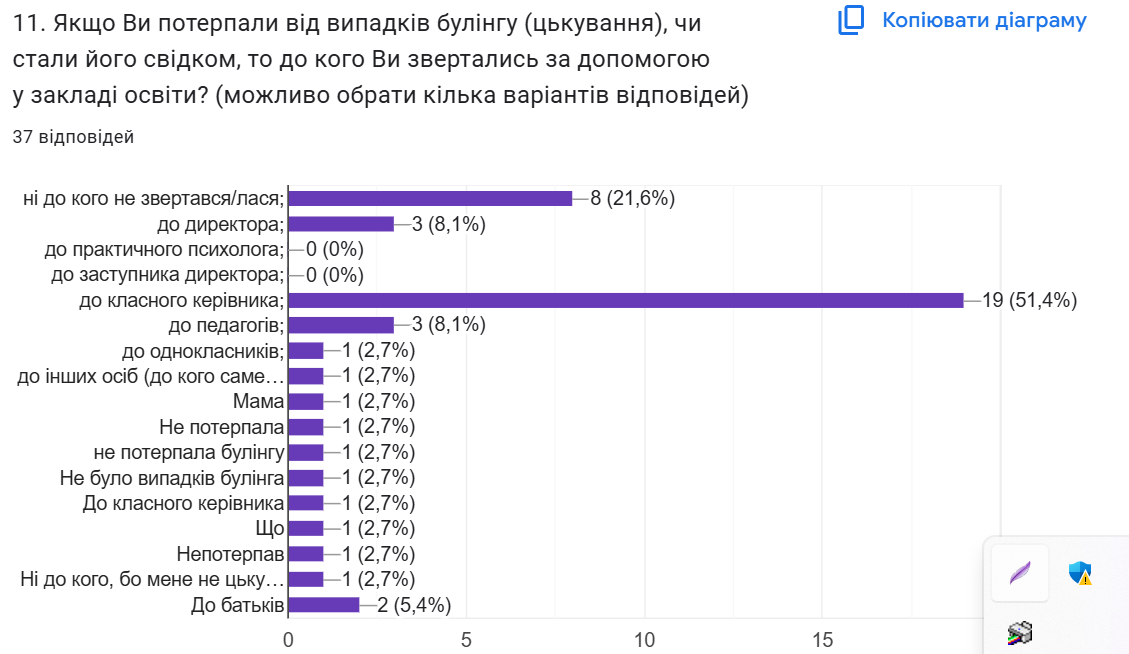 11. Якщо Ви потерпали від випадків булінгу (цькування), чи
стали його свідком, то до кого Ви звертались за допомогою
у закладі освіти? (можливо обрати кілька варіантів відповідей)
Копіювати діаграму
37 відповідей
ні до кого не звертався/лася; 8 (21,6%)
до директора; 3 (8,1%)
до практичного психолога; 0 (0%)
до заступника директора; 0 (0%)
до класного керівника; 19 (51,4%)
до педагогів; 3 (8,1%)
до однокласників; 1 (2,7%)
до інших осіб (до кого саме… 1 (2,7%)
Мама 1 (2,7%)
Не потерпала 1 (2,7%)
не потерпала булінгу 1 (2,7%)
Не було випадків булінга 1 (2,7%)
До класного керівника 1 (2,7%)
Що 1 (2,7%)
Непотерпав 1 (2,7%)
Ні до кого, бо мене не цьку… 1 (2,7%)
До батьків 2 (5,4%)
0 5 10 15